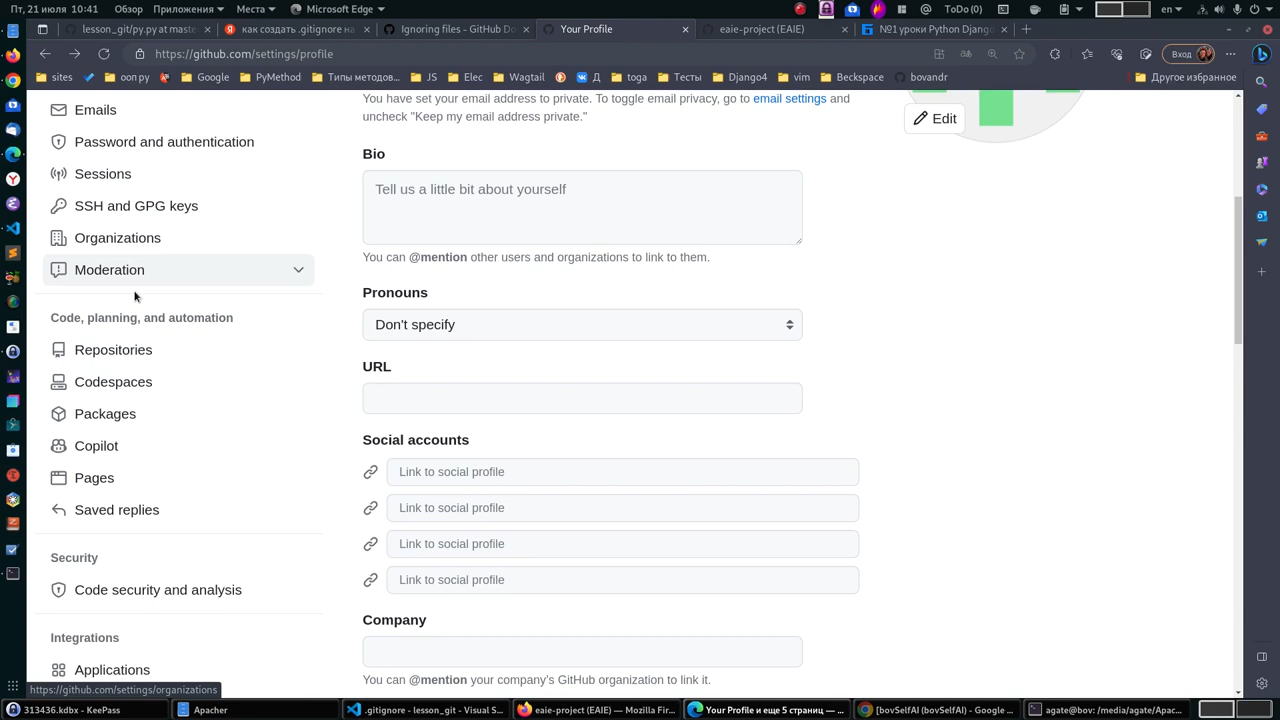 Пт, 21 июля 10:41
Обзор
Приложения
Места
Microsoft Edge
ToDo (0)
en
lesson_git/py.py at maste
как создать .gitignore на
Ignoring files - GitHub Do
Your Profile
eaie-project (EAIE)
№1 уроки Python Djang
https://github.com/settings/profile
Вход
sites
ооп ру
Google
PyMethod
Типы методов...
JS
Elec
Wagtail
Д
toga
Тесты
Django4
vim
Beckspace
bovandr
Другое избранное
Emails
Password and authentication
Sessions
SSH and GPG keys
Organizations
Moderation
Code, planning, and automation
Repositories
Codespaces
Packages
Copilot
Pages
Saved replies
Security
Code security and analysis
Integrations
Applications
https://github.com/settings/organizations
You have set your email address to private. To toggle email privacy, go to email settings and
uncheck "Keep my email address private."
Edit
Bio
Tell us a little bit about yourself
You can @mention other users and organizations to link to them.
Pronouns
Don't specify
URL
Social accounts
Link to social profile
Link to social profile
Link to social profile
Link to social profile
Company
You can @mention your company's GitHub organization to link it.
313436.kdbx - KeePass
Apacher
.gitignore - lesson_git - Visual S...
eaie-project (EAIE) — Mozilla Fir...
Your Profile и еще 5 страниц — ...
[bovSelfAI (bovSelfAI) - Google ...
agate@bov: /media/agate/Apac...